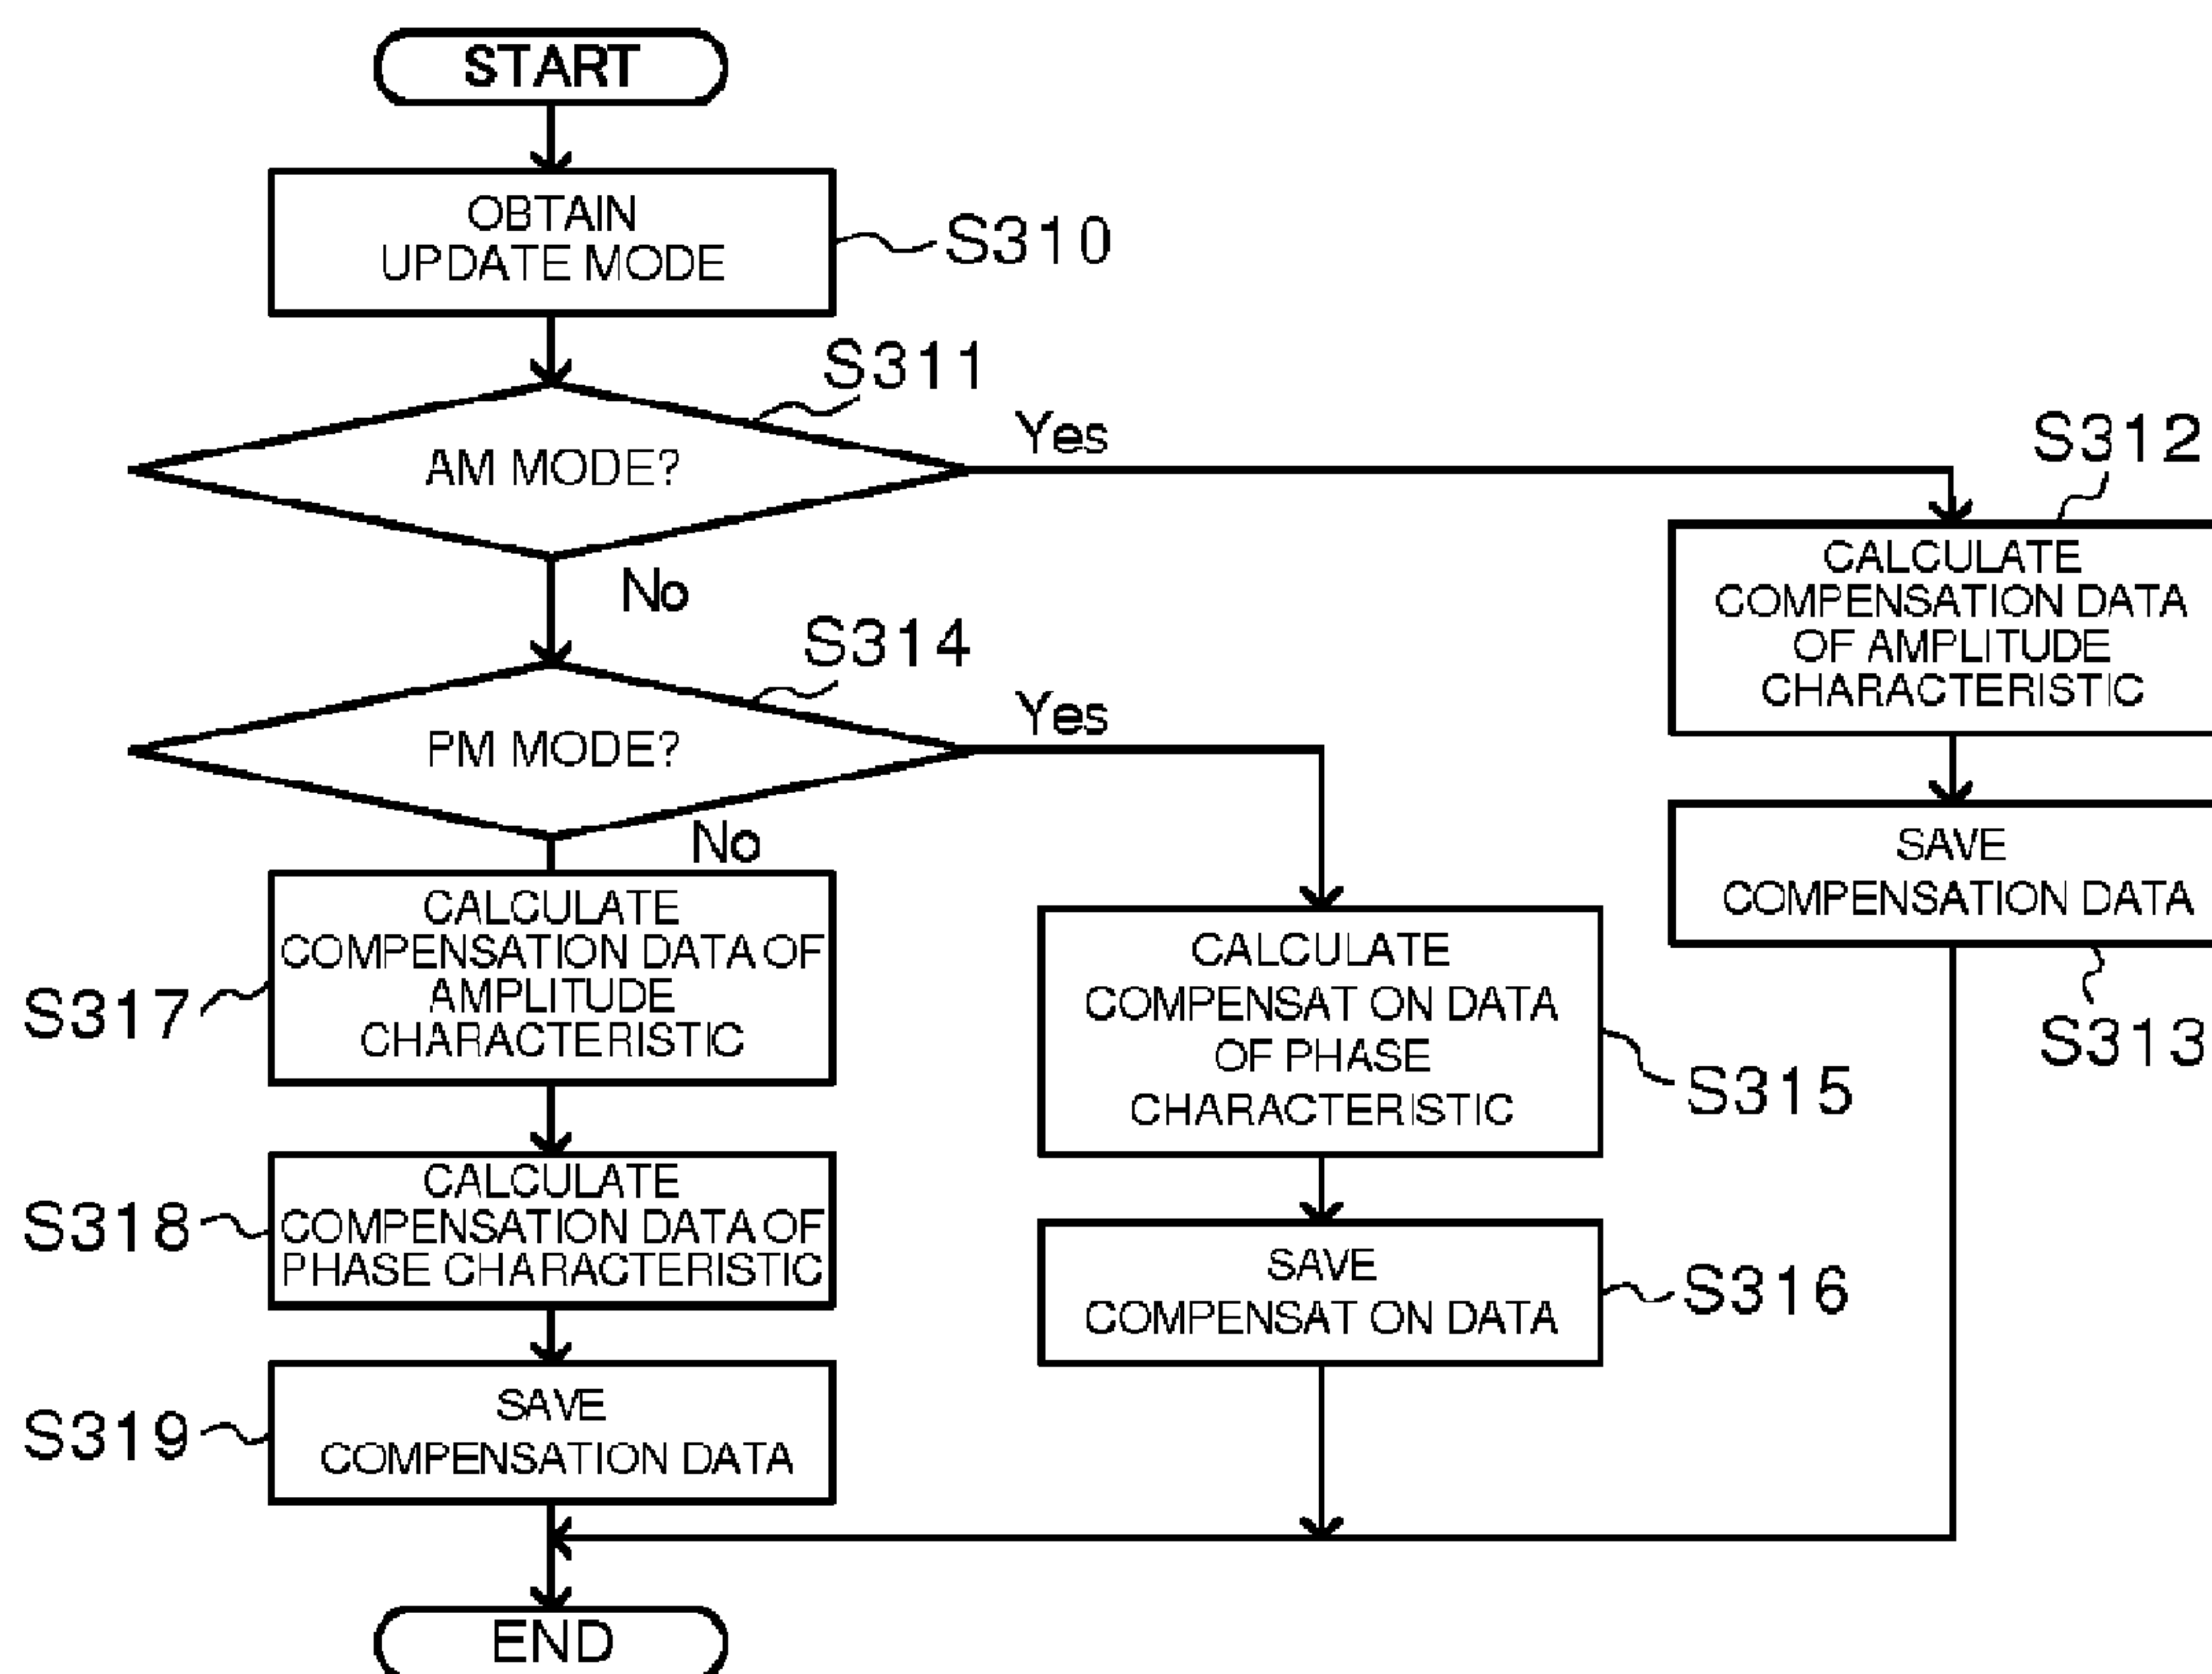 START
OBTAIN
UPDATE MODE
S310
S311
AM MODE?
Yes
No
S312
CALCULATE
COMPENSATION DATA
OF AMPLITUDE
CHARACTERISTIC
SAVE
COMPENSATION DATA
S313
S314
PM MODE?
Yes
No
CALCULATE
COMPENSAT ON DATA
OF PHASE
CHARACTERISTIC
S315
SAVE
COMPENSAT ON DATA
S316
CALCULATE
COMPENSATION DATA OF
AMPLITUDE
CHARACTERISTIC
S317
CALCULATE
COMPENSATION DATA OF
PHASE CHARACTERISTIC
S318
SAVE
COMPENSATION DATA
S319
END